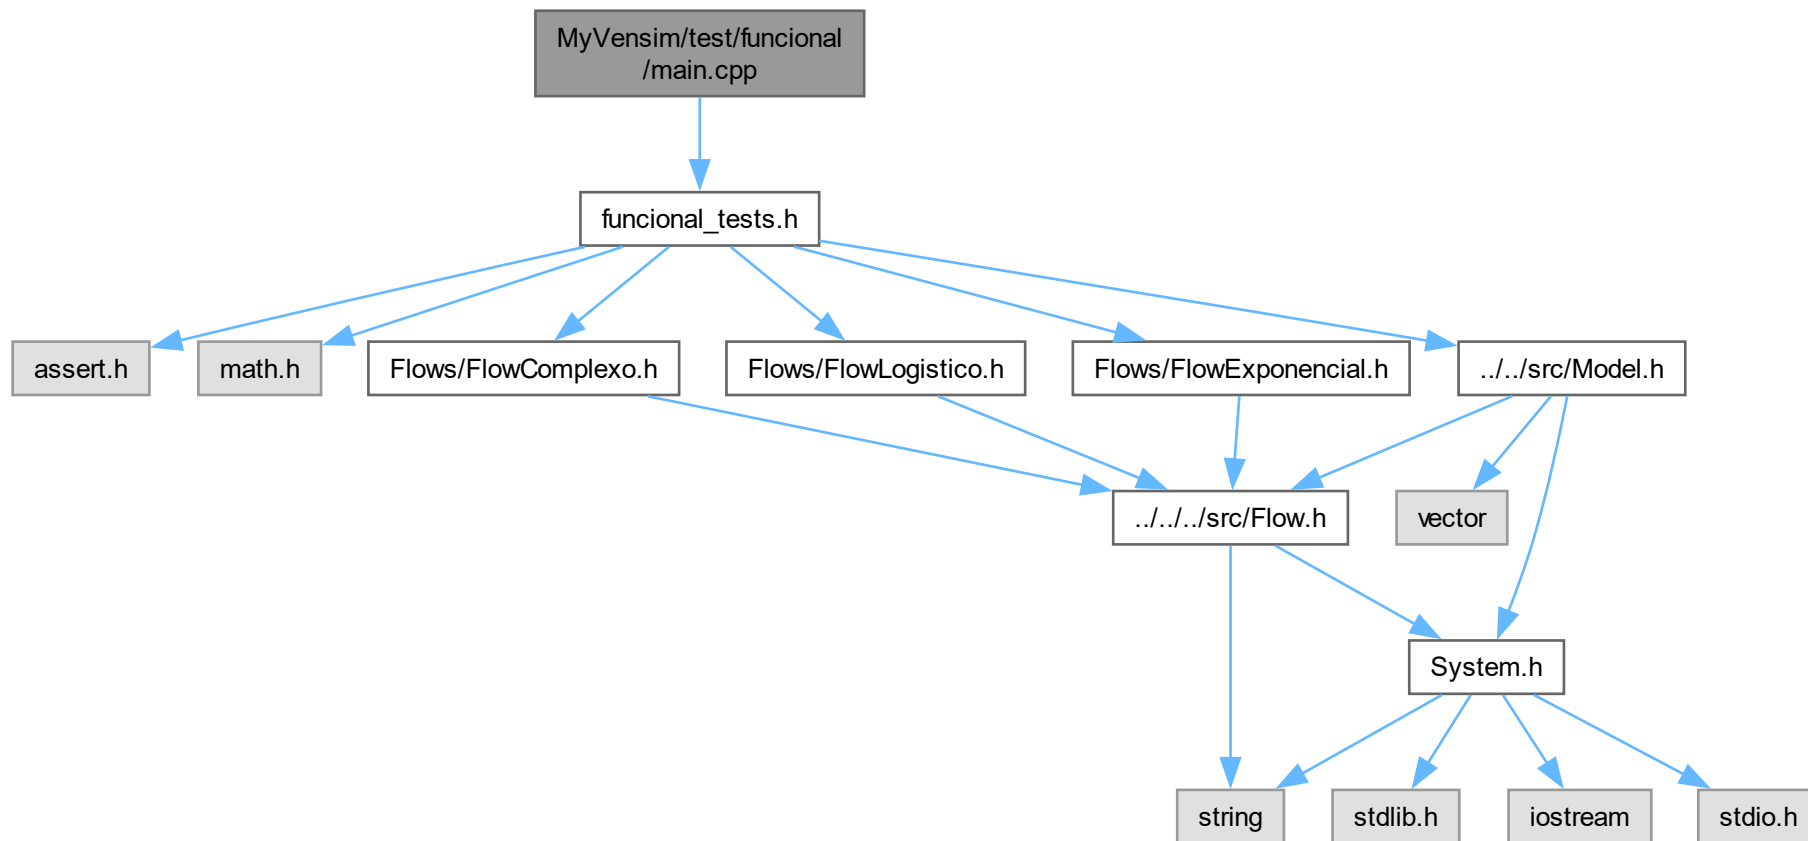 MyVensim/test/funcional
/main.cpp
funcional_tests.h
assert.h
math.h
Flows/FlowComplexo.h
Flows/FlowLogistico.h
Flows/FlowExponencial.h
../../src/Model.h
../../../src/Flow.h
vector
System.h
string
stdlib.h
iostream
stdio.h